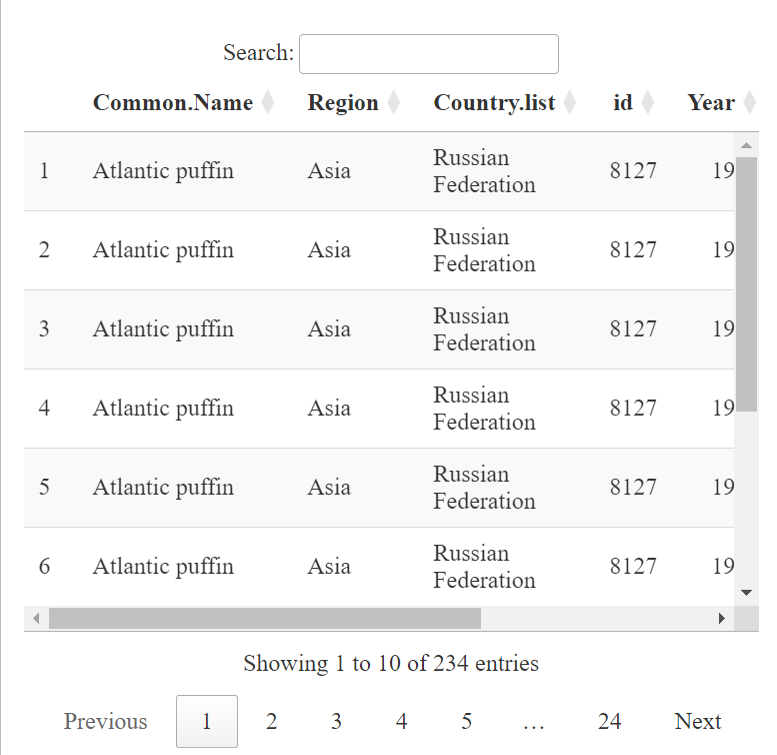 Search:
Common.Name Region Country.list id Year
1 Atlantic puffin Asia Russian Federation 8127 19
2 Atlantic puffin Asia Russian Federation 8127 19
3 Atlantic puffin Asia Russian Federation 8127 19
4 Atlantic puffin Asia Russian Federation 8127 19
5 Atlantic puffin Asia Russian Federation 8127 19
6 Atlantic puffin Asia Russian Federation 8127 19
Showing 1 to 10 of 234 entries
Previous 1 2 3 4 5 … 24 Next